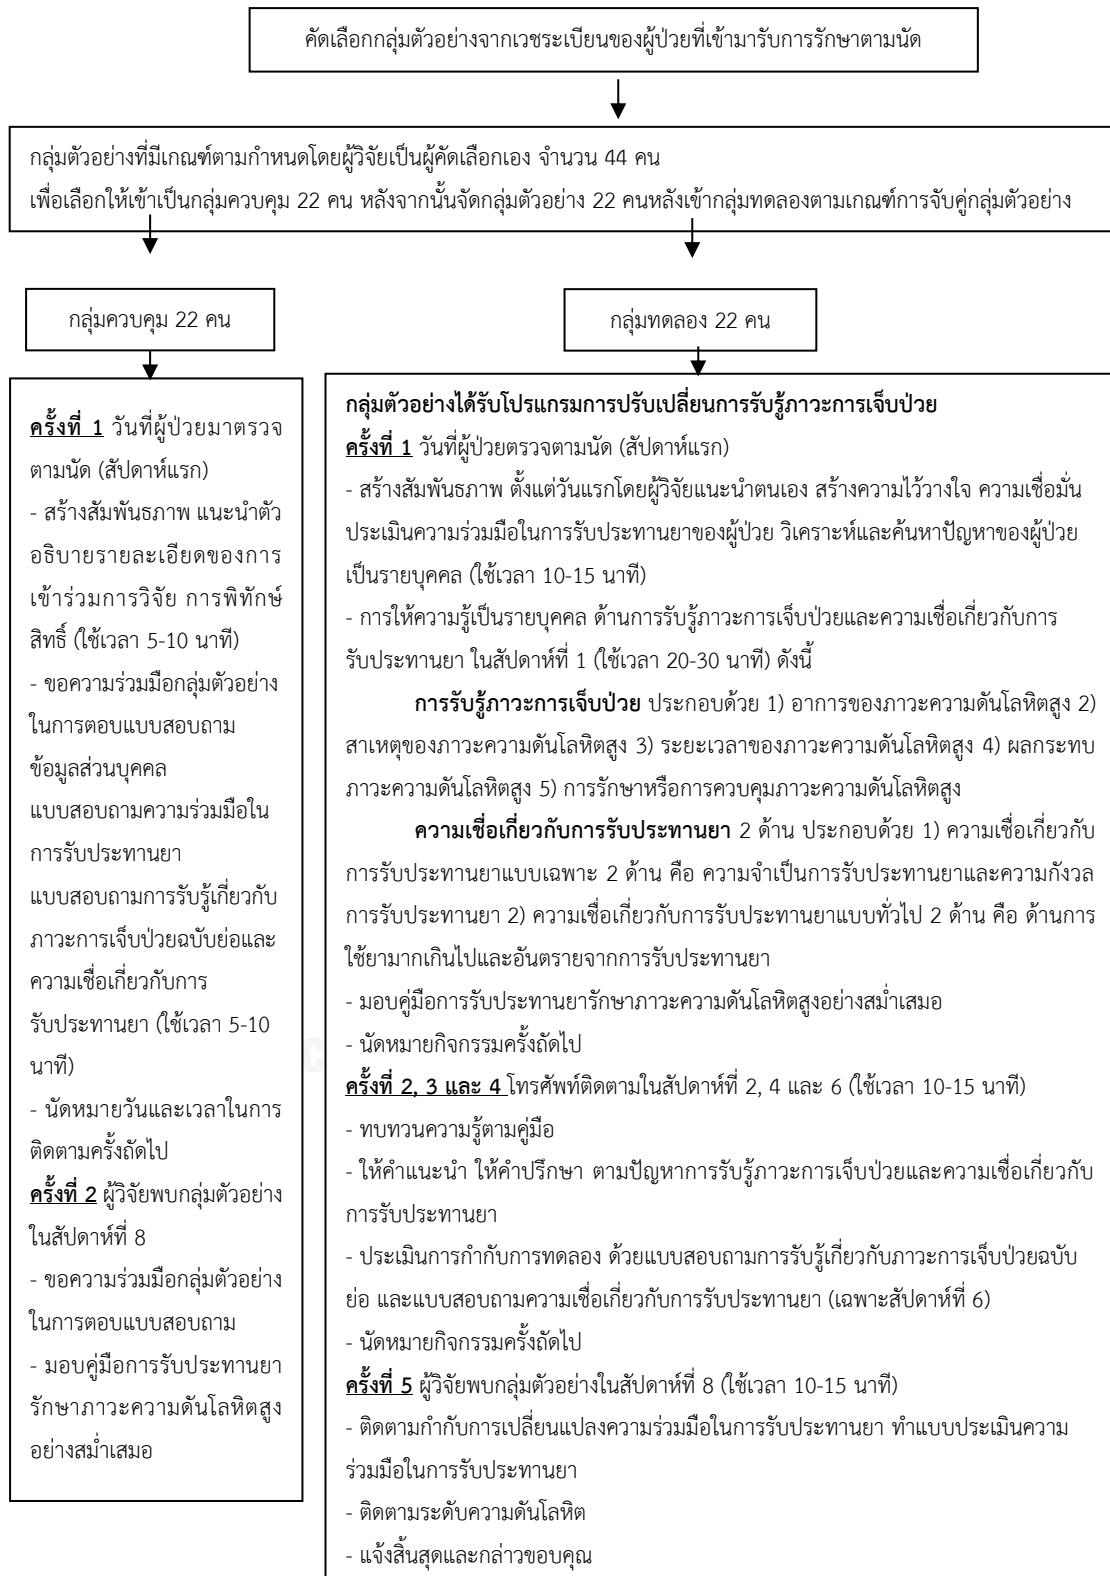 คัดเลือกกลุ่มตัวอย่างจากเวชระเบียนของผู้ป่วยที่เข้ามารับการรักษาตามนัด
กลุ่มตัวอย่างที่มีเกณฑ์ตามกำหนดโดยผู้วิจัยเป็นผู้คัดเลือกเอง จำนวน 44 คน
เพื่อเลือกให้เข้าเป็นกลุ่มควบคุม 22 คน หลังจากนั้นจัดกลุ่มตัวอย่าง 22 คนหลังเข้ากลุ่มทดลองตามเกณฑ์การจับคู่กลุ่มตัวอย่าง
กลุ่มควบคุม 22 คน
ครั้งที่ 1 วันที่ผู้ป่วยมาตรวจ
ตามนัด (สัปดาห์แรก)
- สร้างสัมพันธภาพ แนะนำตัว
อธิบายรายละเอียดของการ
เข้าร่วมการวิจัย การพิทักษ์
สิทธิ์ (ใช้เวลา 5-10 นาที)
- ขอความร่วมมือกลุ่มตัวอย่าง
ในการตอบแบบสอบถาม
ข้อมูลส่วนบุคคล
แบบสอบถามความร่วมมือใน
การรับประทานยา
แบบสอบถามการรับรู้เกี่ยวกับ
ภาวะการเจ็บป่วยฉบับย่อและ
ความเชื่อเกี่ยวกับการ
รับประทานยา (ใช้เวลา 5-10
นาที)
- นัดหมายวันและเวลาในการ
ติดตามครั้งถัดไป
ครั้งที่ 2 ผู้วิจัยพบกลุ่มตัวอย่าง
ในสัปดาห์ที่ 8
- ขอความร่วมมือกลุ่มตัวอย่าง
ในการตอบแบบสอบถาม
- มอบคู่มือการรับประทานยา
รักษาภาวะความดันโลหิตสูง
อย่างสม่ำเสมอ
กลุ่มทดลอง 22 คน
กลุ่มตัวอย่างได้รับโปรแกรมการปรับเปลี่ยนการรับรู้ภาวะการเจ็บป่วย
ครั้งที่ 1 วันที่ผู้ป่วยตรวจตามนัด (สัปดาห์แรก)
- สร้างสัมพันธภาพ ตั้งแต่วันแรกโดยผู้วิจัยแนะนำตนเอง สร้างความไว้วางใจ ความเชื่อมั่น
ประเมินความร่วมมือในการรับประทานยาของผู้ป่วย วิเคราะห์และค้นหาปัญหาของผู้ป่วย
เป็นรายบุคคล (ใช้เวลา 10-15 นาที)
- การให้ความรู้เป็นรายบุคคล ด้านการรับรู้ภาวะการเจ็บป่วยและความเชื่อเกี่ยวกับการ
รับประทานยา ในสัปดาห์ที่ 1 (ใช้เวลา 20-30 นาที) ดังนี้
การรับรู้ภาวะการเจ็บป่วย ประกอบด้วย 1) อาการของภาวะความดันโลหิตสูง 2)
สาเหตุของภาวะความดันโลหิตสูง 3) ระยะเวลาของภาวะความดันโลหิตสูง 4) ผลกระทบ
ภาวะความดันโลหิตสูง 5) การรักษาหรือการควบคุมภาวะความดันโลหิตสูง
ความเชื่อเกี่ยวกับการรับประทานยา 2 ด้าน ประกอบด้วย 1) ความเชื่อเกี่ยวกับ
การรับประทานยาแบบเฉพาะ 2 ด้าน คือ ความจำเป็นการรับประทานยาและความกังวล
การรับประทานยา 2) ความเชื่อเกี่ยวกับการรับประทานยาแบบทั่วไป 2 ด้าน คือ ด้านการ
ใช้ยามากเกินไปและอันตรายจากการรับประทานยา
- มอบคู่มือการรับประทานยารักษาภาวะความดันโลหิตสูงอย่างสม่ำเสมอ
- นัดหมายกิจกรรมครั้งถัดไป
ครั้งที่ 2, 3 และ 4 โทรศัพท์ติดตามในสัปดาห์ที่ 2, 4 และ 6 (ใช้เวลา 10-15 นาที)
- ทบทวนความรู้ตามคู่มือ
- ให้คำแนะนำ ให้คำปรึกษา ตามปัญหาการรับรู้ภาวะการเจ็บป่วยและความเชื่อเกี่ยวกับ
การรับประทานยา
- ประเมินการกำกับการทดลอง ด้วยแบบสอบถามการรับรู้เกี่ยวกับภาวะการเจ็บป่วยฉบับ
ย่อ และแบบสอบถามความเชื่อเกี่ยวกับการรับประทานยา (เฉพาะสัปดาห์ที่ 6)
- นัดหมายกิจกรรมครั้งถัดไป
ครั้งที่ 5 ผู้วิจัยพบกลุ่มตัวอย่างในสัปดาห์ที่ 8 (ใช้เวลา 10-15 นาที)
- ติดตามกำกับการเปลี่ยนแปลงความร่วมมือในการรับประทานยา ทำแบบประเมินความ
ร่วมมือในการรับประทานยา
- ติดตามระดับความดันโลหิต
- แจ้งสิ้นสุดและกล่าวขอบคุณ